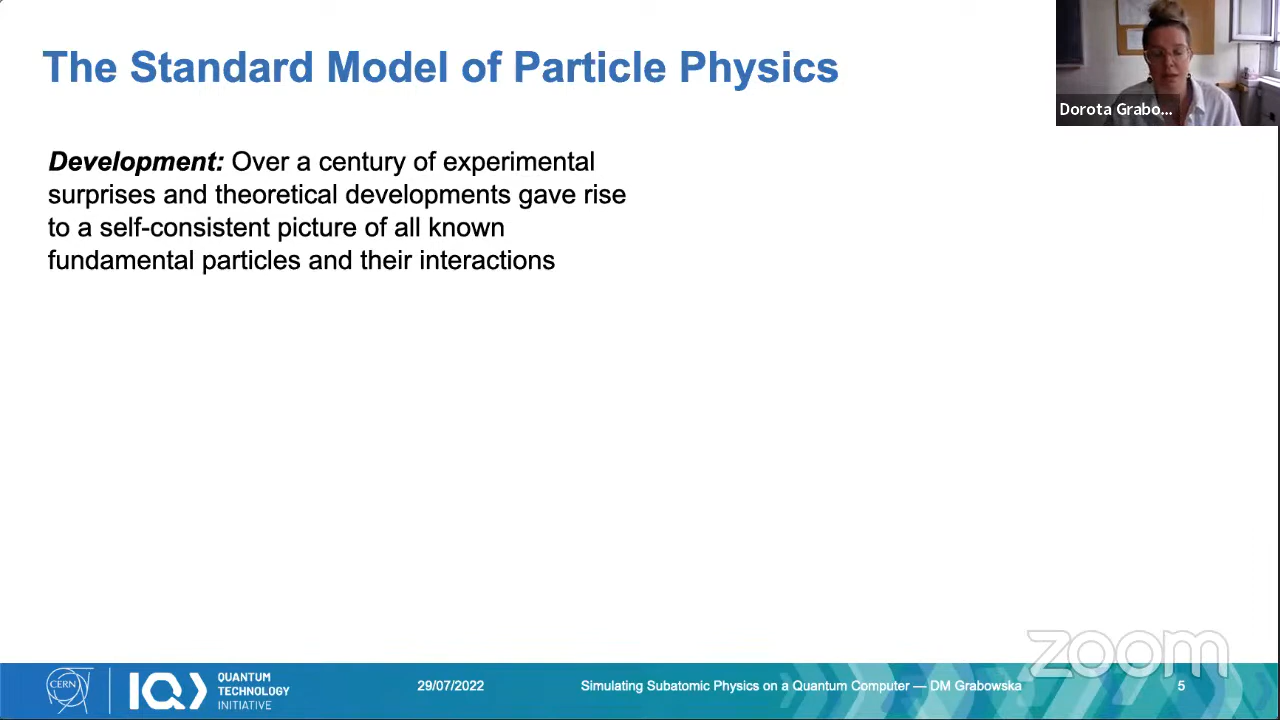 The Standard Model of Particle Physics
Dorota Grabo...
Development: Over a century of experimental
surprises and theoretical developments gave rise
to a self-consistent picture of all known
fundamental particles and their interactions
zoom
CERN
QUANTUM
TECHNOLOGY
INITIATIVE
29/07/2022
Simulating Subatomic Physics on a Quantum Computer — DM Grabowska
5